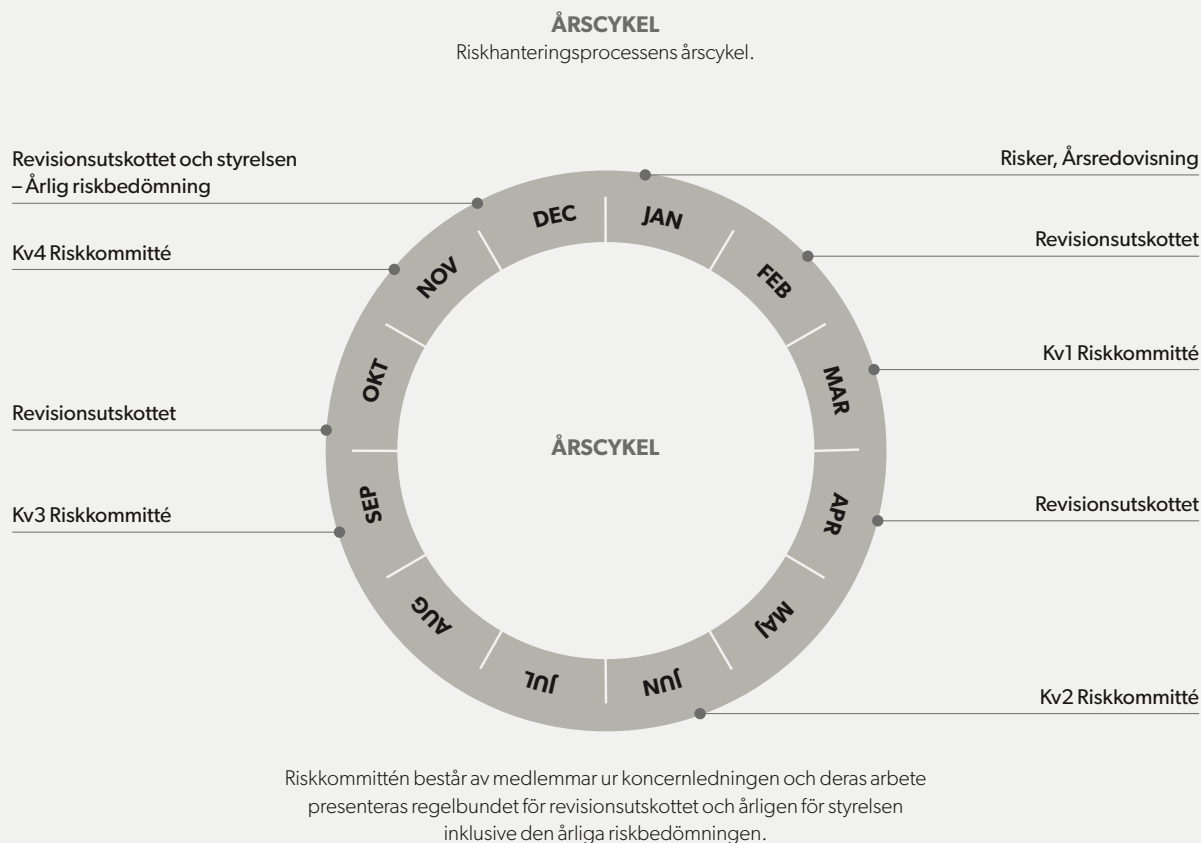 ÅRSCYKEL
Riskhanteringsprocessens årscykel.
Revisionsutskottet och styrelsen
– Årlig riskbedömning
Kv4 Riskkommitté
Revisionsutskottet
Kv3 Riskkommitté
Risker, Årsredovisning
Revisionsutskottet
Kv1 Riskkommitté
Revisionsutskottet
Kv2 Riskkommitté
JAN
FEB
MAR
APR
MAJ
JUN
JUL
AUG
SEP
OKT
NOV
DEC
ÅRSCYKEL
Riskkommittén består av medlemmar ur koncernledningen och deras arbete
presenteras regelbundet för revisionsutskottet och årligen för styrelsen
inklusive den årliga riskbedömningen.